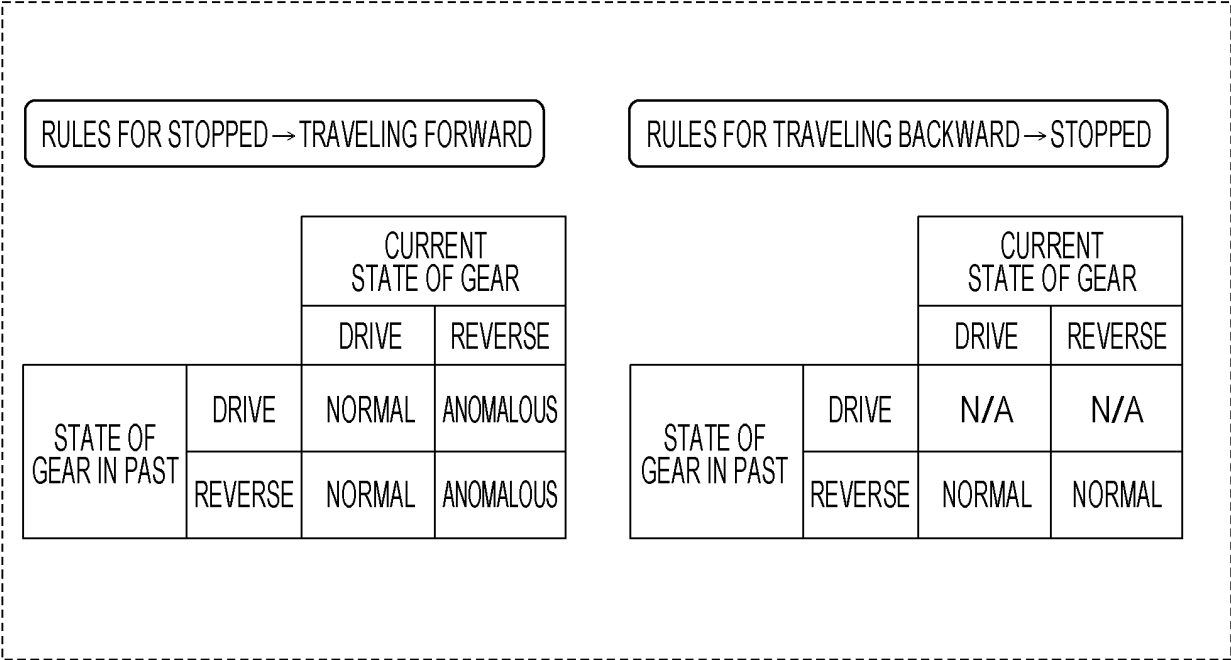 RULES FOR STOPPED→TRAVELING FORWARD
CURRENT
STATE OF GEAR
DRIVE REVERSE
STATE OF
GEAR IN PAST
DRIVE NORMAL ANOMALOUS
REVERSE NORMAL ANOMALOUS
RULES FOR TRAVELING BACKWARD→STOPPED
CURRENT
STATE OF GEAR
DRIVE REVERSE
STATE OF
GEAR IN PAST
DRIVE N/A N/A
REVERSE NORMAL NORMAL